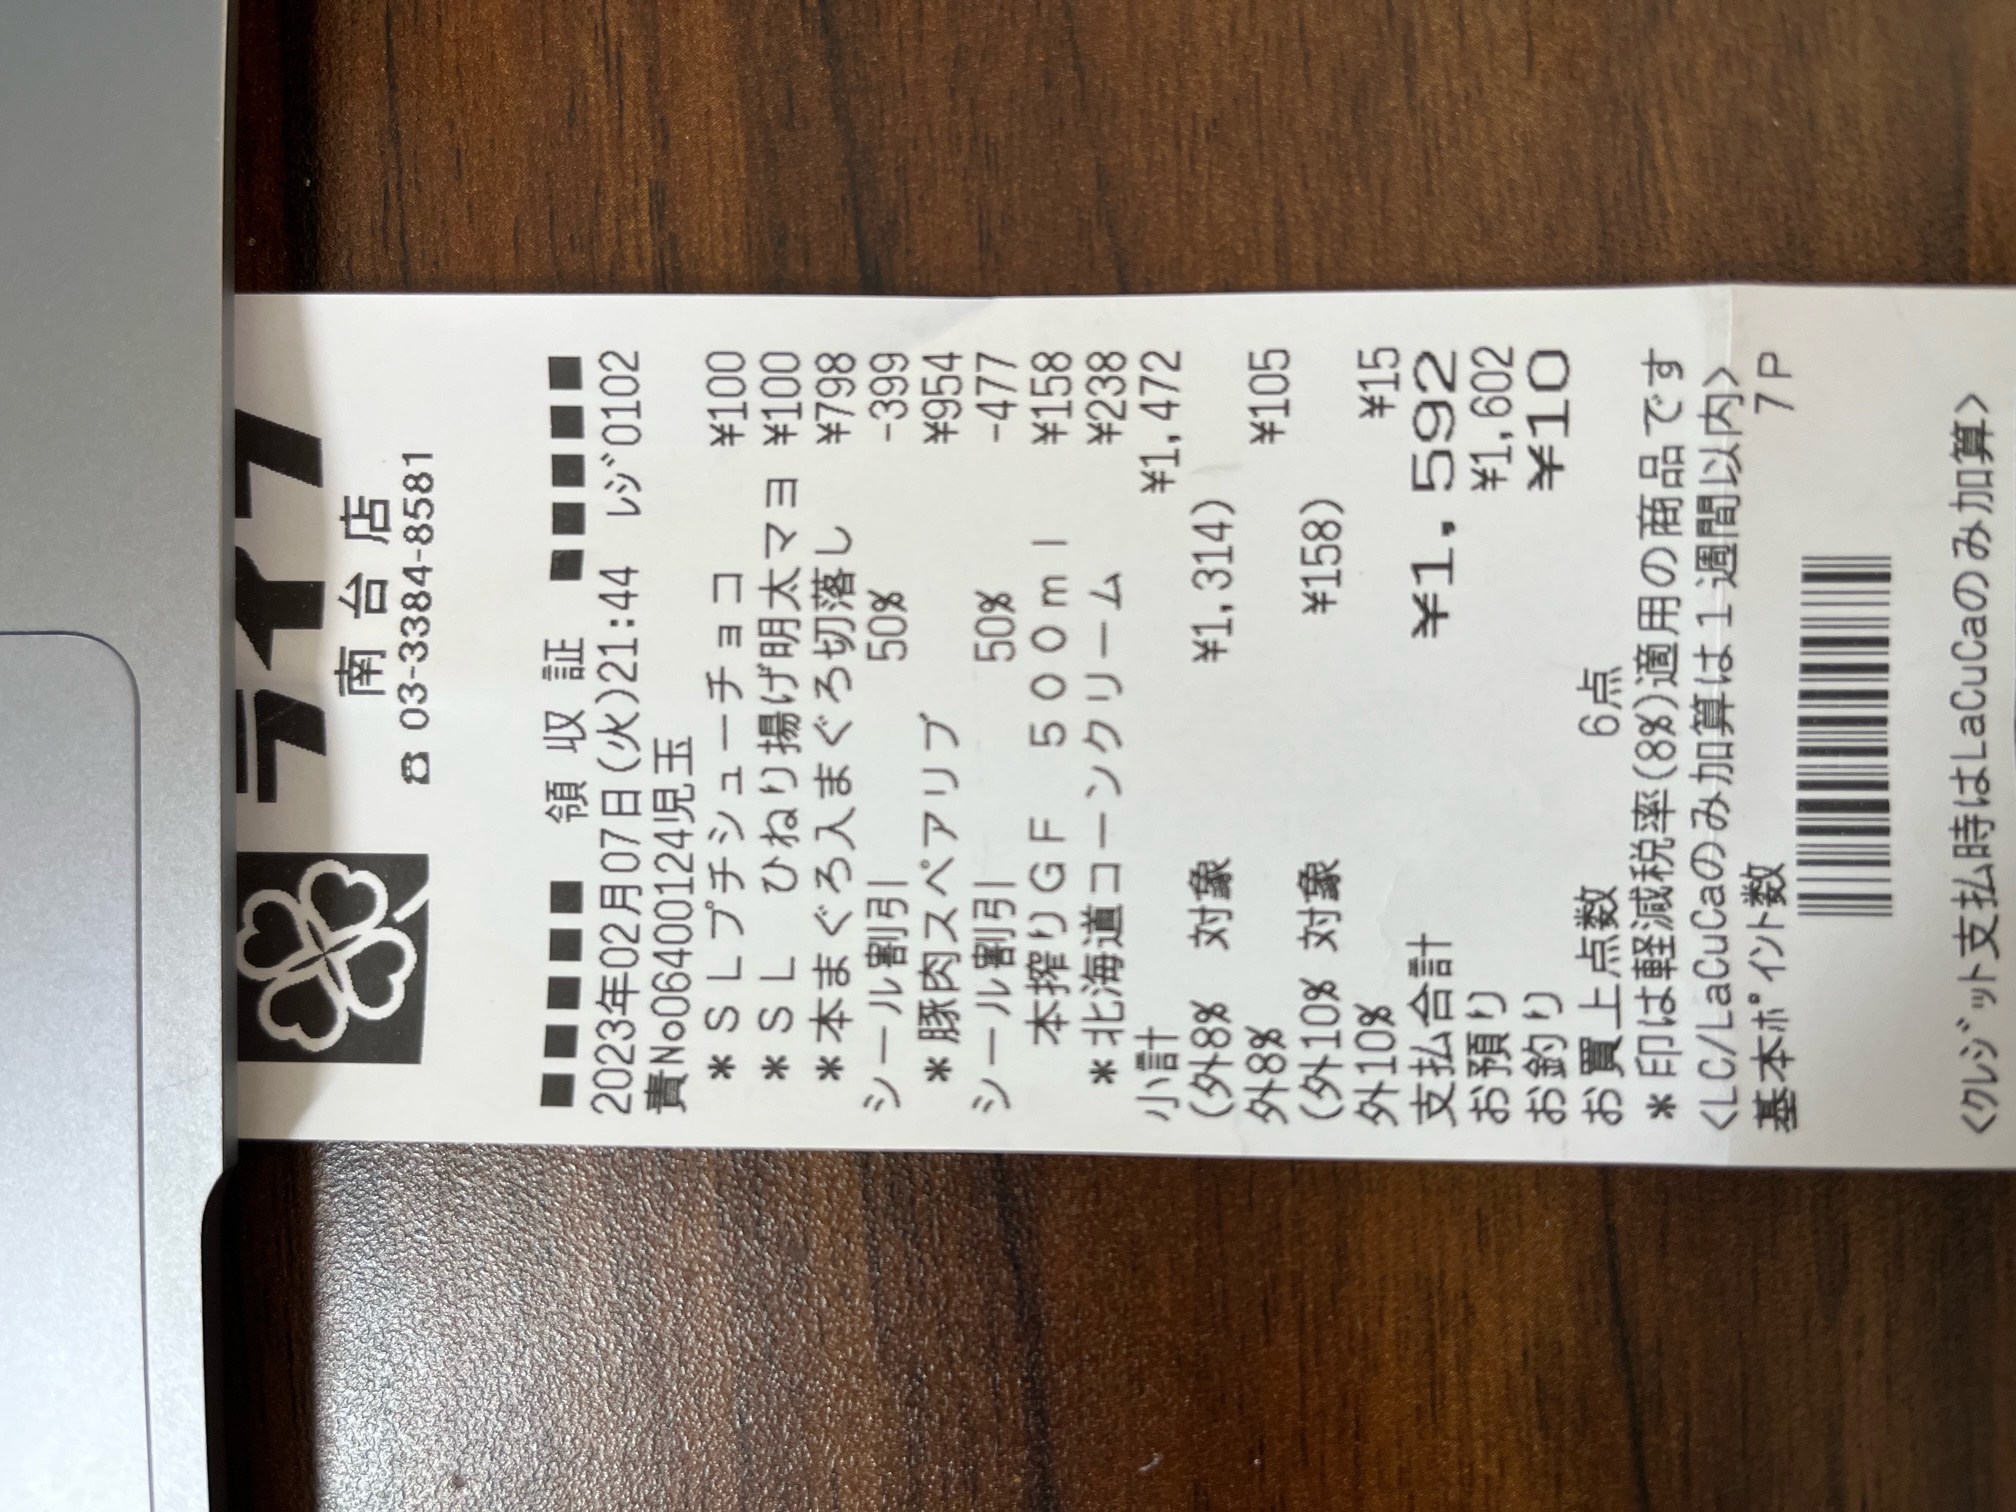 ライフ
南台店
☎ 03-3384-8581
■■■■■ 領収証 ■■■■■
2023年02月07日(火)21:44 ﾚｼﾞ0102
責No06400124児玉
＊ＳＬプチシューチョコ ¥100
＊ＳＬ　ひねり揚げ明太マヨ ¥100
＊本まぐろ入まぐろ切落し ¥798
シール割引 50% -399
＊豚肉スペアリブ ¥954
シール割引 50% -477
本搾りＧＦ　５００ｍｌ ¥158
＊北海道コーンクリーム ¥238
小計 ¥1,472
(外8% 対象 ¥1,314)
外8% ¥105
(外10% 対象 ¥158)
外10% ¥15
支払合計 ¥1,592
お預り ¥1,602
お釣り ¥10
お買上点数 6点
＊印は軽減税率(8%)適用の商品です
<LC/LaCuCaのみ加算は１週間以内>
基本ﾎﾟｲﾝﾄ数 7P
<ｸﾚｼﾞｯﾄ支払時はLaCuCaのみ加算>